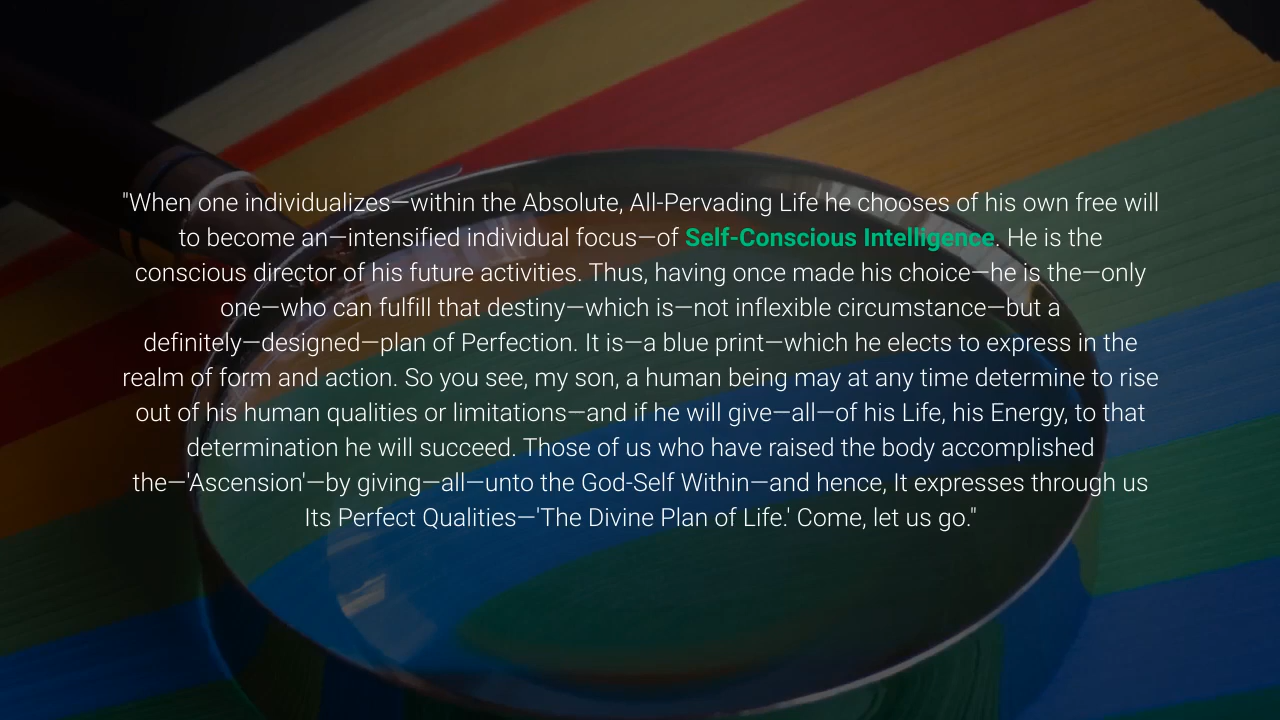 "When one individualizes—within the Absolute, All-Pervading Life he chooses of his own free will
to become an—intensified individual focus—of Self-Conscious Intelligence. He is the
conscious director of his future activities. Thus, having once made his choice—he is the—only
one—who can fulfill that destiny—which is—not inflexible circumstance—but a
definitely—designed—plan of Perfection. It is—a blue print—which he elects to express in the
realm of form and action. So you see, my son, a human being may at any time determine to rise
out of his human qualities or limitations—and if he will give—all—of his Life, his Energy, to that
determination he will succeed. Those of us who have raised the body accomplished
the—'Ascension'—by giving—all—unto the God-Self Within—and hence, It expresses through us
Its Perfect Qualities—'The Divine Plan of Life.' Come, let us go."